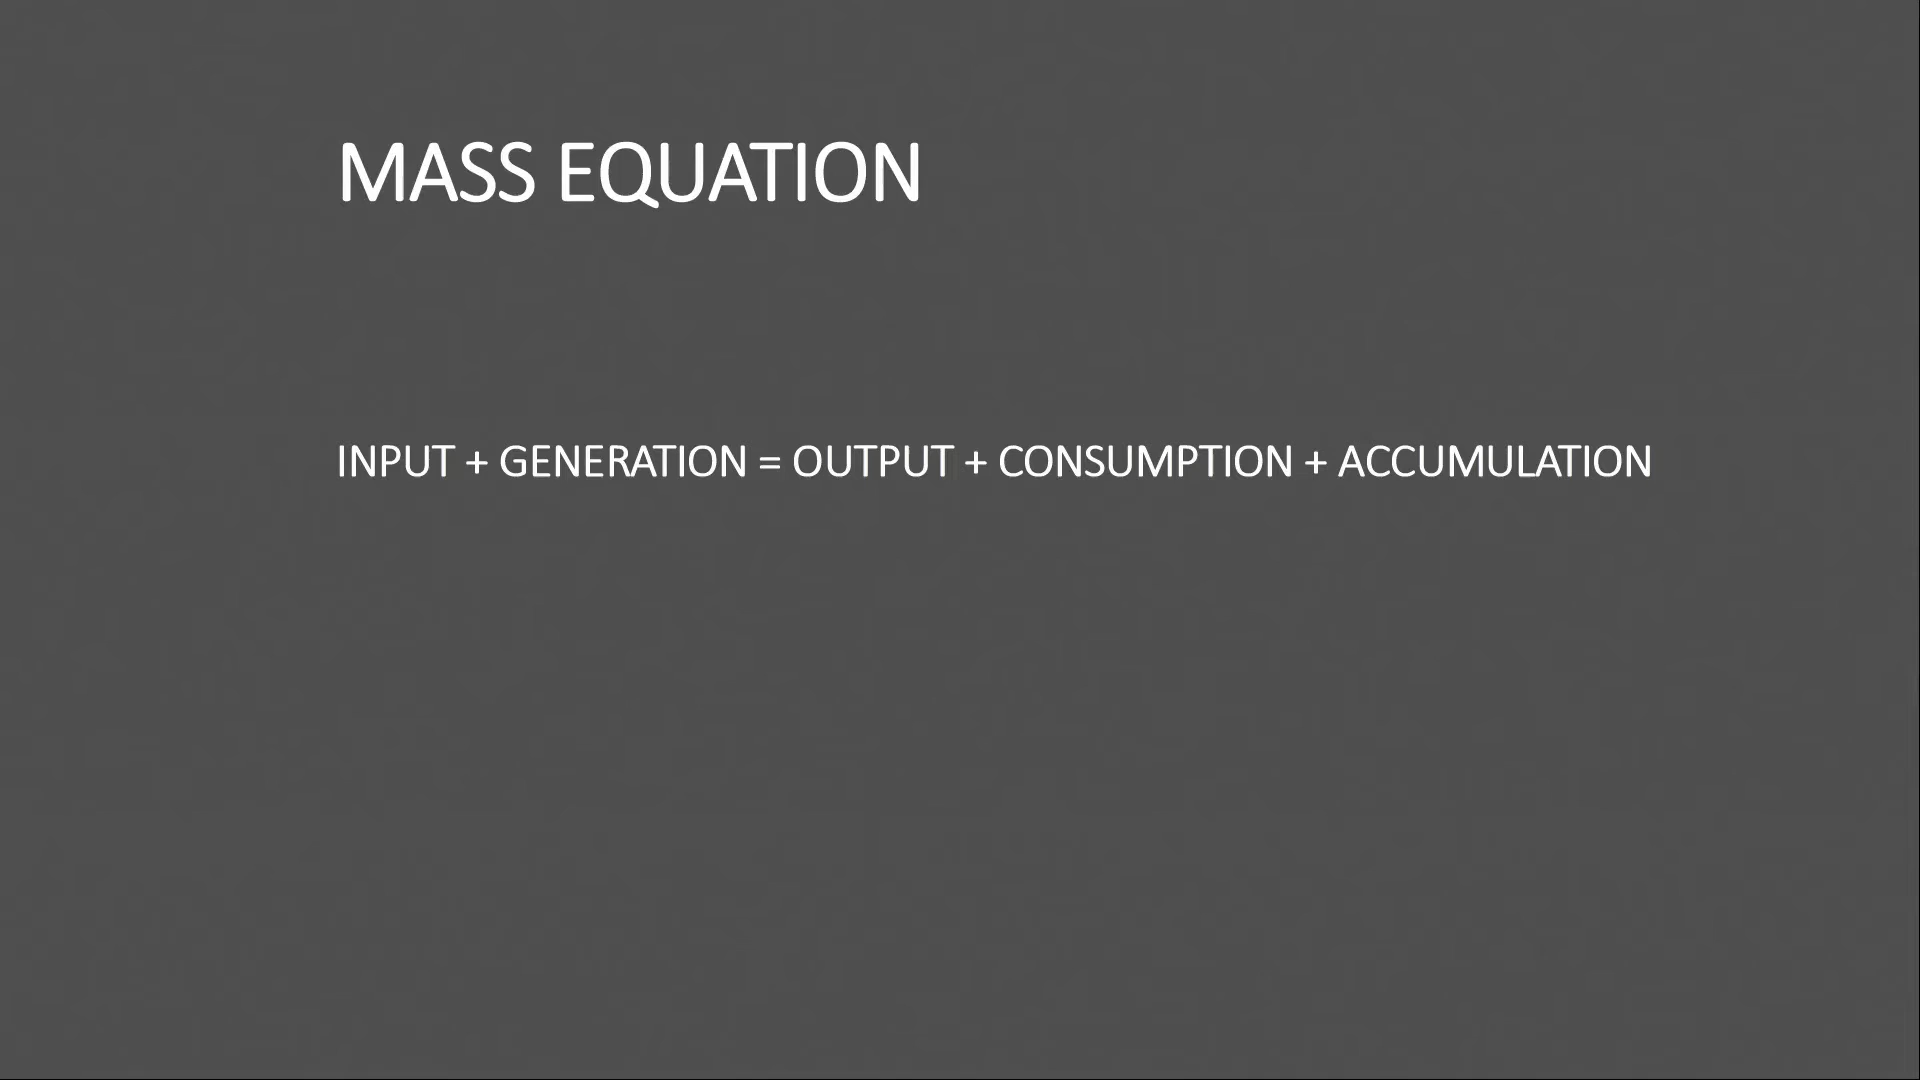 MASS EQUATION
INPUT + GENERATION = OUTPUT + CONSUMPTION + ACCUMULATION